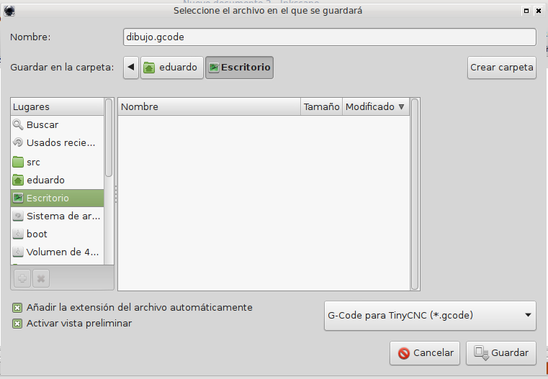 Seleccione el archivo en el que se guardará
Nombre:
dibujo.gcode
Guardar en la carpeta:
eduardo
Escritorio
Crear carpeta
Lugares
Nombre
Tamaño
Modificado
Buscar
Usados recie...
src
eduardo
Escritorio
Sistema de ar...
boot
Volumen de 4...
Añadir la extensión del archivo automáticamente
Activar vista preliminar
G-Code para TinyCNC (*.gcode)
Cancelar
Guardar